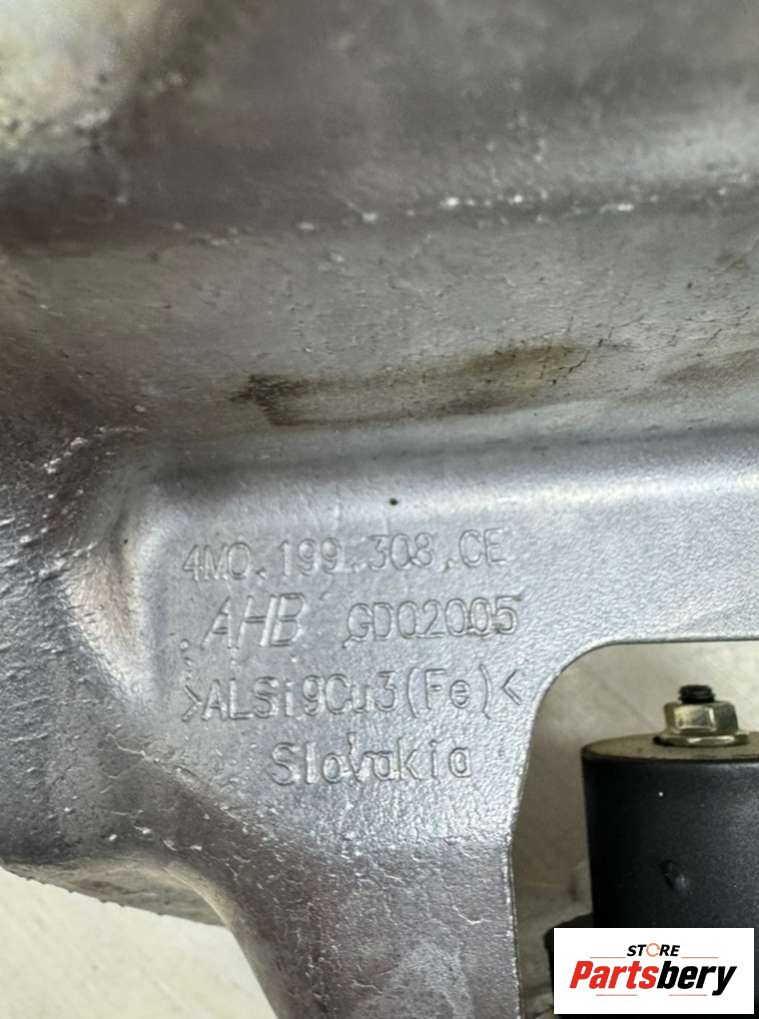 4M0.199.308.CE
AHB GD02005
>ALSi9Cu3(Fe)<
Slovakia
STORE
Partsbery